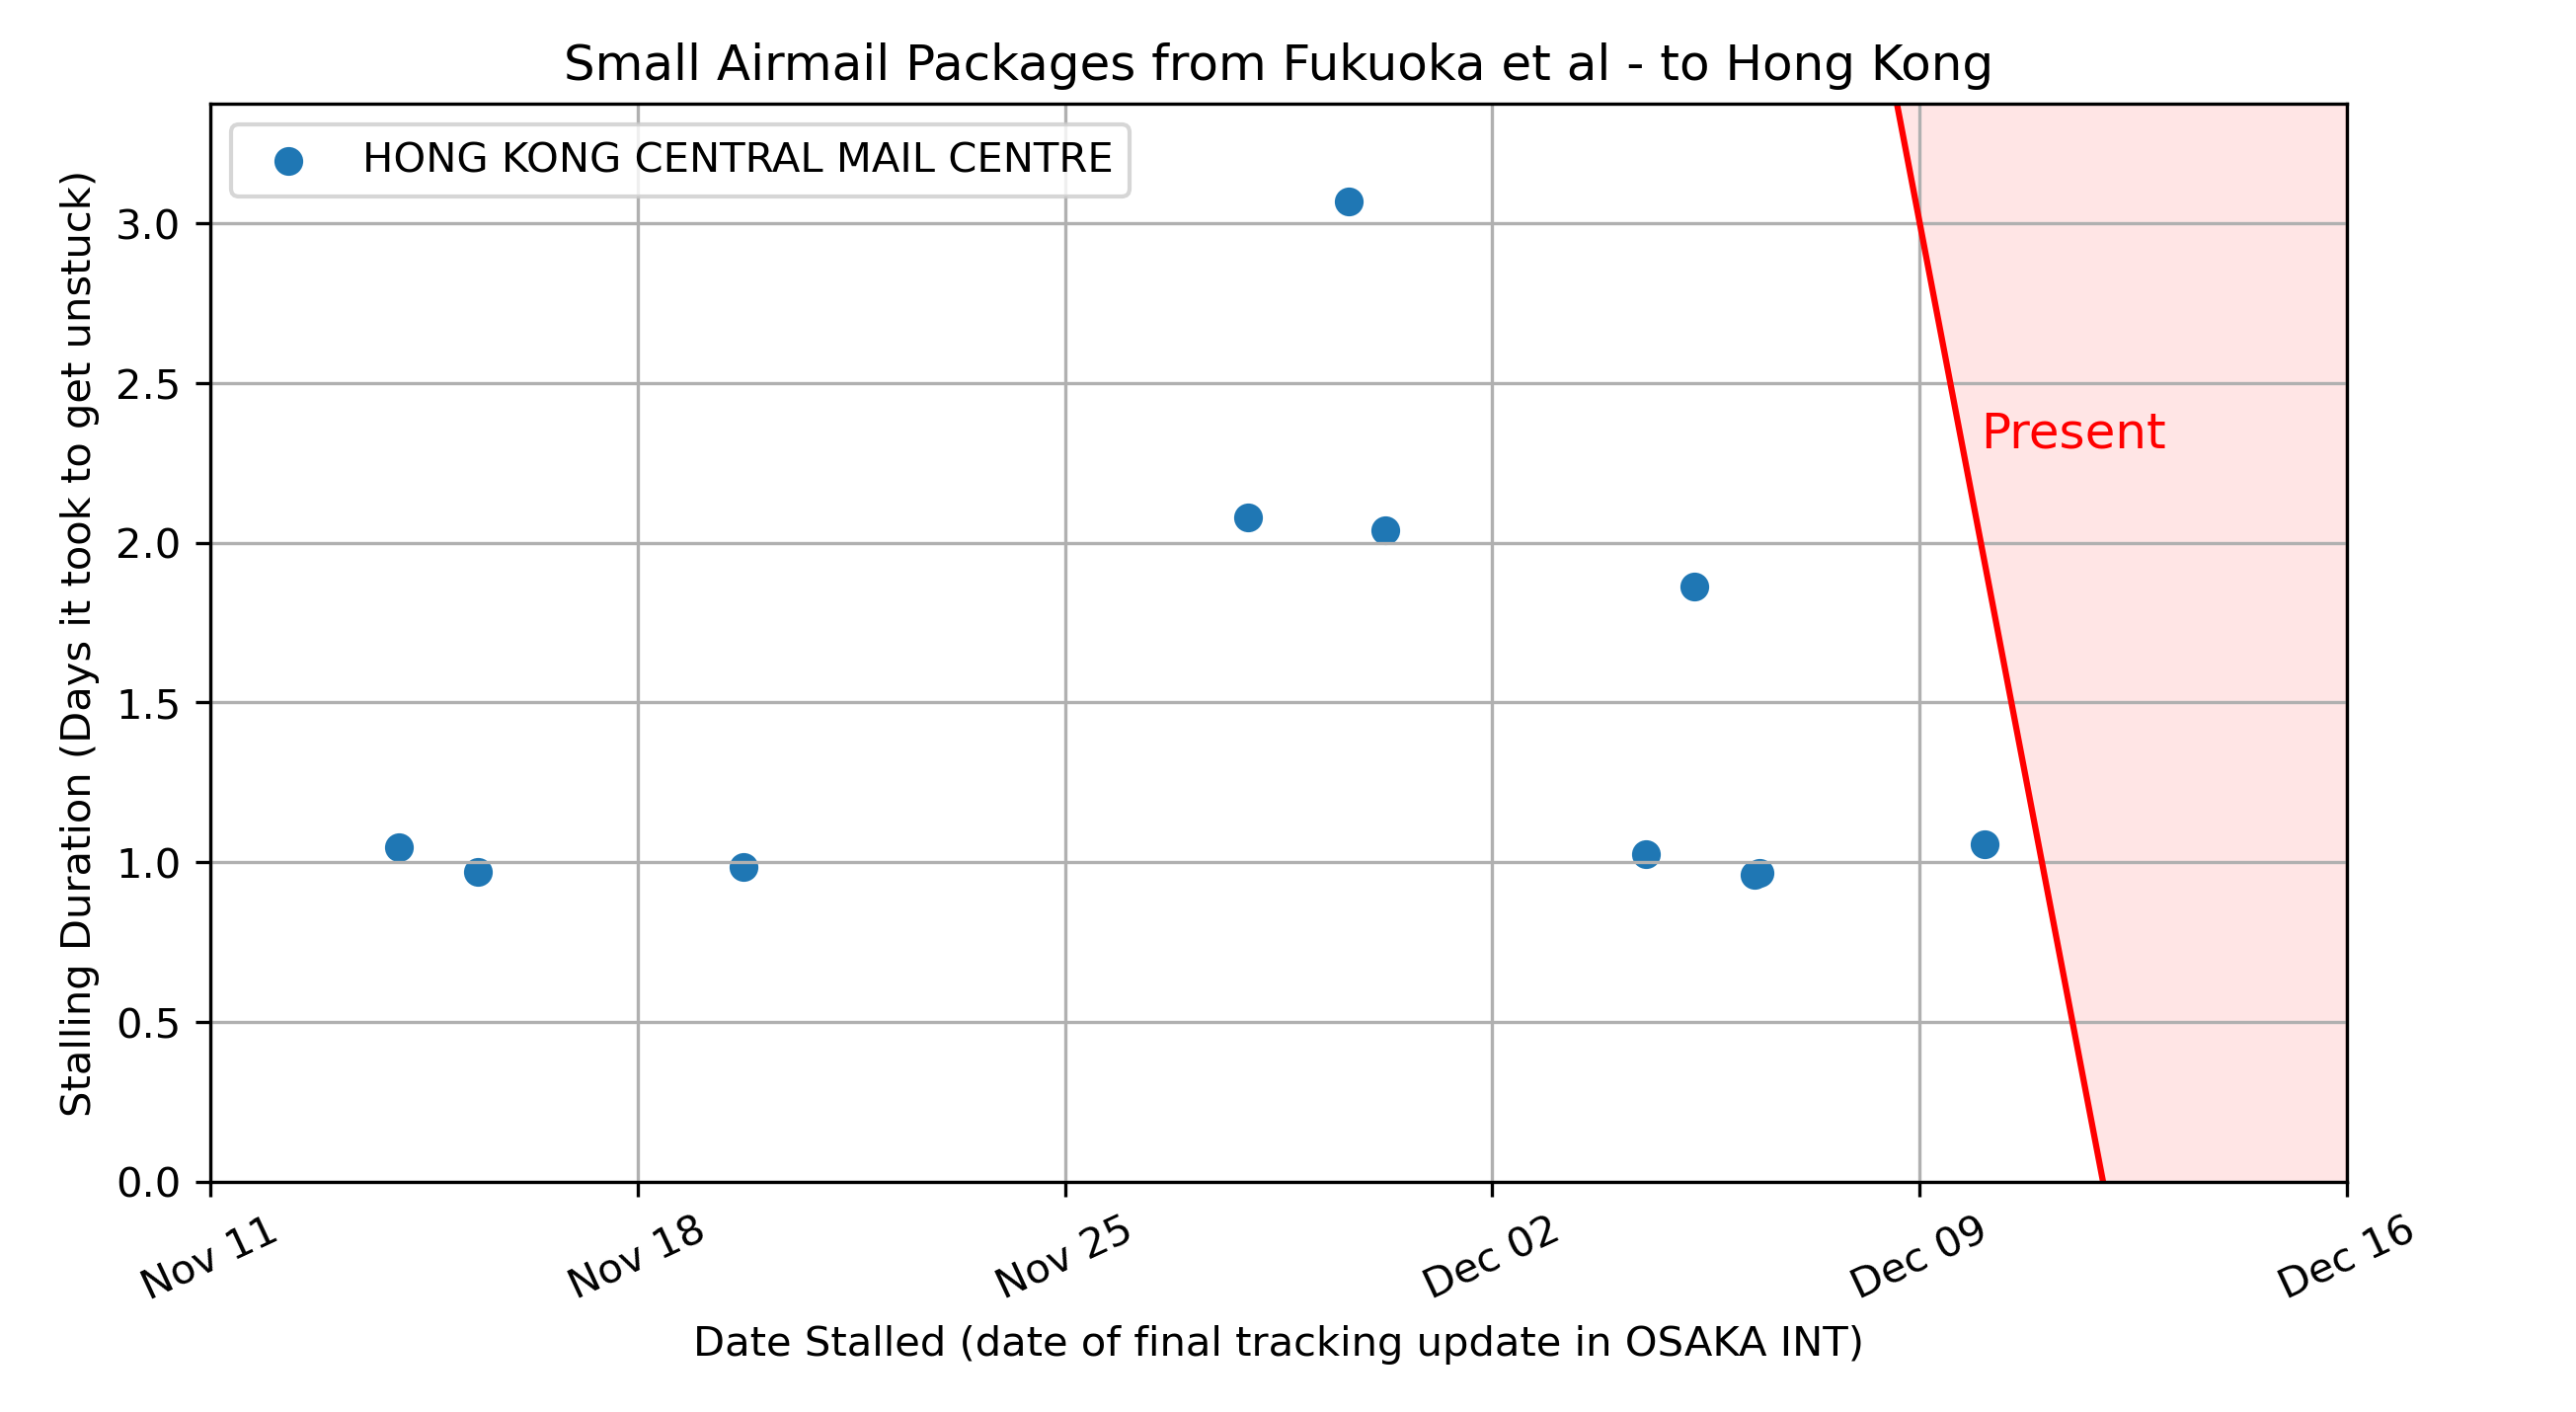 Small Airmail Packages from Fukuoka et al - to Hong Kong
HONG KONG CENTRAL MAIL CENTRE
Stalling Duration (Days it took to get unstuck)
3.0
2.5
2.0
1.5
1.0
0.5
0.0
Present
Nov 11
Nov 18
Nov 25
Dec 02
Dec 09
Dec 16
Date Stalled (date of final tracking update in OSAKA INT)